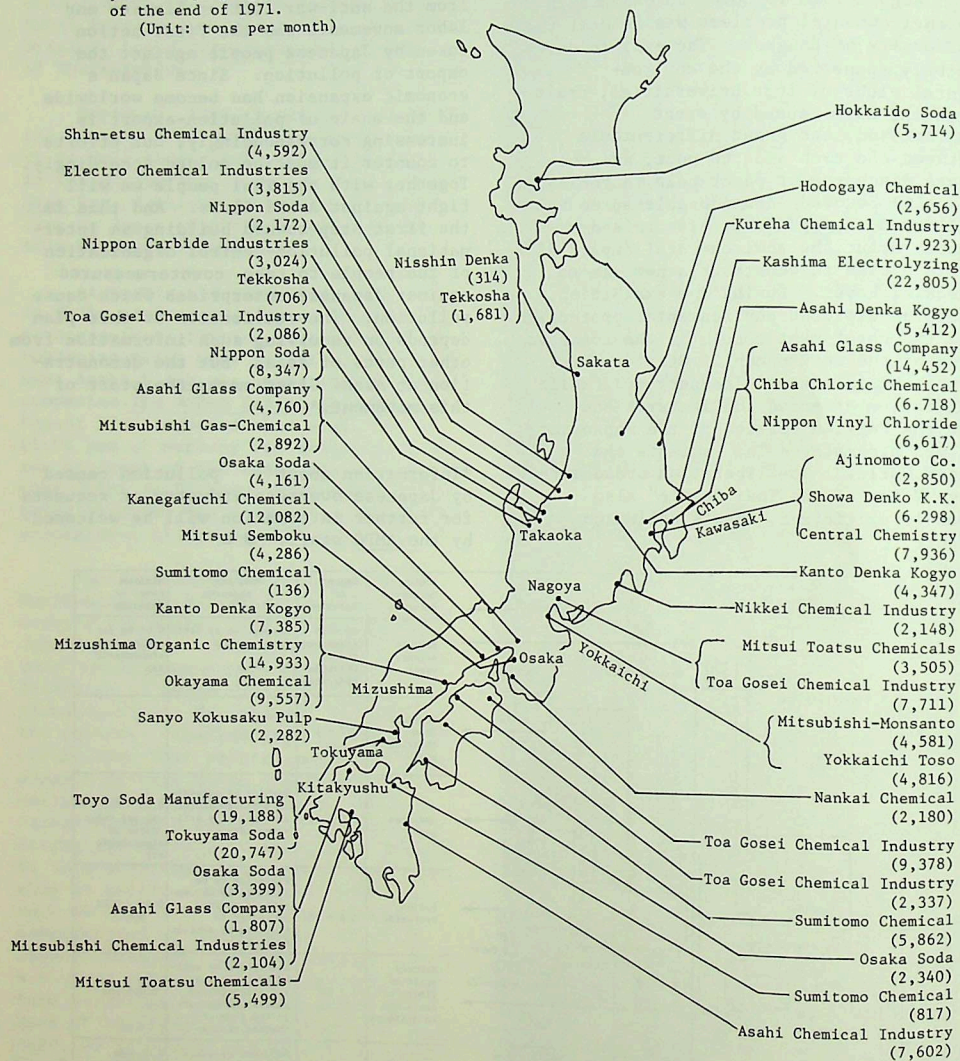 of the end of 1971.
(Unit: tons per month)
Shin-etsu Chemical Industry
(4,592)
Electro Chemical Industries
(3,815)
Nippon Soda
(2,172)
Nippon Carbide Industries
(3,024)
Tekkosha
(706)
Toa Gosei Chemical Industry
(2,086)
Nippon Soda
(8,347)
Asahi Glass Company
(4,760)
Mitsubishi Gas-Chemical
(2,892)
Osaka Soda
(4,161)
Kanegafuchi Chemical
(12,082)
Mitsui Semboku
(4,286)
Sumitomo Chemical
(136)
Kanto Denka Kogyo
(7,385)
Mizushima Organic Chemistry
(14,933)
Okayama Chemical
(9,557)
Sanyo Kokusaku Pulp
(2,282)
Toyo Soda Manufacturing
(19,188)
Tokuyama Soda
(20,747)
Osaka Soda
(3,399)
Asahi Glass Company
(1,807)
Mitsubishi Chemical Industries
(2,104)
Mitsui Toatsu Chemicals
(5,499)
Nisshin Denka
(314)
Tekkosha
(1,681)
Sakata
Takaoka
Chiba
Kawasaki
Nagoya
Yokkaichi
Osaka
Mizushima
Tokuyama
Kitakyushu
Hokkaido Soda
(5,714)
Hodogaya Chemical
(2,656)
Kureha Chemical Industry
(17.923)
Kashima Electrolyzing
(22,805)
Asahi Denka Kogyo
(5,412)
Asahi Glass Company
(14,452)
Chiba Chloric Chemical
(6.718)
Nippon Vinyl Chloride
(6,617)
Ajinomoto Co.
(2,850)
Showa Denko K.K.
(6.298)
Central Chemistry
(7,936)
Kanto Denka Kogyo
(4,347)
Nikkei Chemical Industry
(2,148)
Mitsui Toatsu Chemicals
(3,505)
Toa Gosei Chemical Industry
(7,711)
Mitsubishi-Monsanto
(4,581)
Yokkaichi Toso
(4,816)
Nankai Chemical
(2,180)
Toa Gosei Chemical Industry
(9,378)
Toa Gosei Chemical Industry
(2,337)
Sumitomo Chemical
(5,862)
Osaka Soda
(2,340)
Sumitomo Chemical
(817)
Asahi Chemical Industry
(7,602)